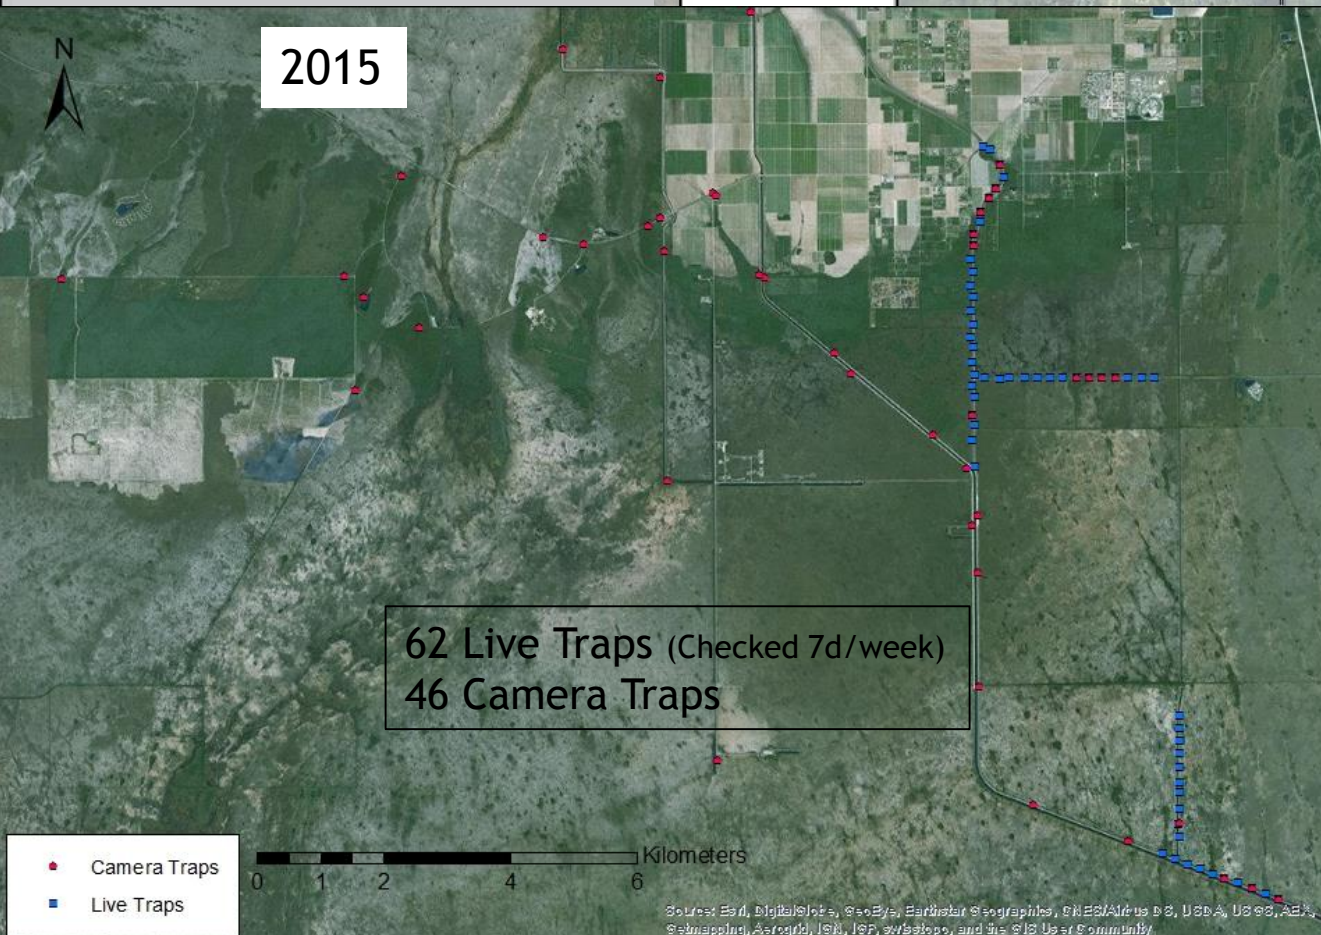 N
2015
62 Live Traps (Checked 7d/week)
46 Camera Traps
Camera Traps
Live Traps
Kilometers
0 1 2 4 6
Source: Esri, DigitalGlobe, GeoEye, Earthstar Geographics, CNES/Airbus DS, USDA, USGS, AEX,
Getmapping, Aerogrid, IGN, IGP, swisstopo, and the GIS User Community